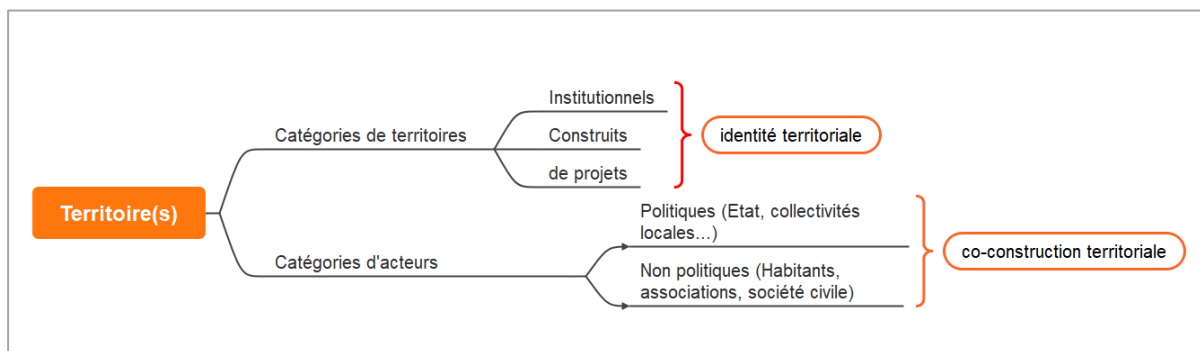 Territoire(s)
Catégories de territoires
Institutionnels
Construits
de projets
identité territoriale
Catégories d'acteurs
Politiques (Etat, collectivités
locales...)
Non politiques (Habitants,
associations, société civile)
co-construction territoriale